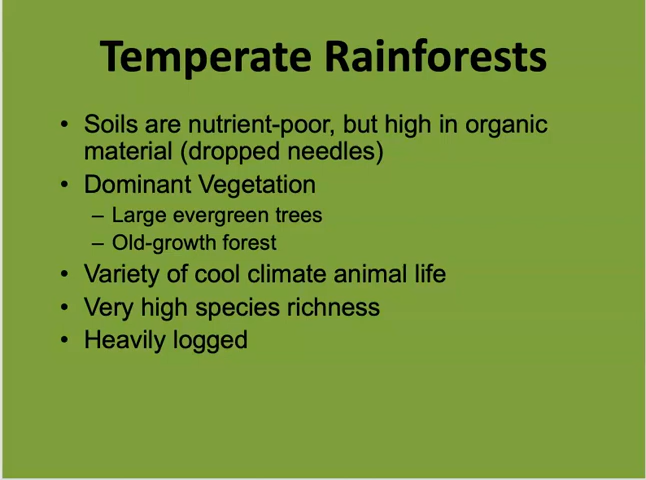 Temperate Rainforests
• Soils are nutrient-poor, but high in organic
material (dropped needles)
• Dominant Vegetation
– Large evergreen trees
– Old-growth forest
• Variety of cool climate animal life
• Very high species richness
• Heavily logged